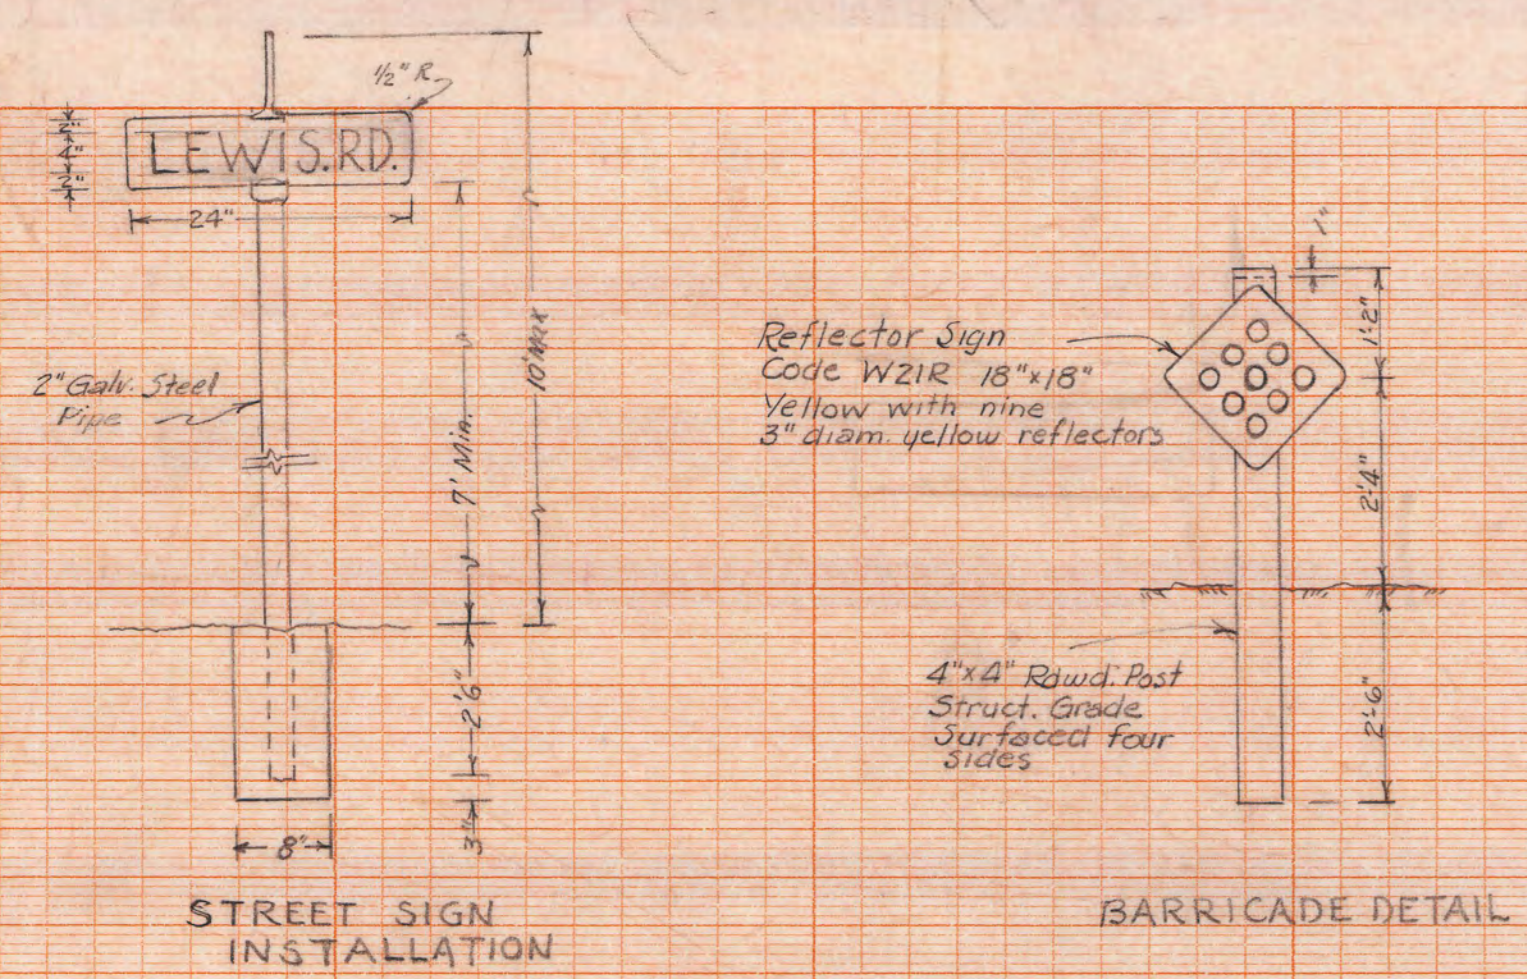 1/2" R.
2"
4"
2"
LEWIS.RD.
24"
2" Galv. Steel
Pipe
7' Min.
10' Max
2'6"
3"
8"
STREET SIGN
INSTALLATION
1"
Reflector Sign
Code W21R 18"x18"
Yellow with nine
3" diam. yellow reflectors
1'-2"
2'-4"
4"x4" Rdwd. Post
Struct. Grade
Surfaced four
sides
2'-6"
BARRICADE DETAIL